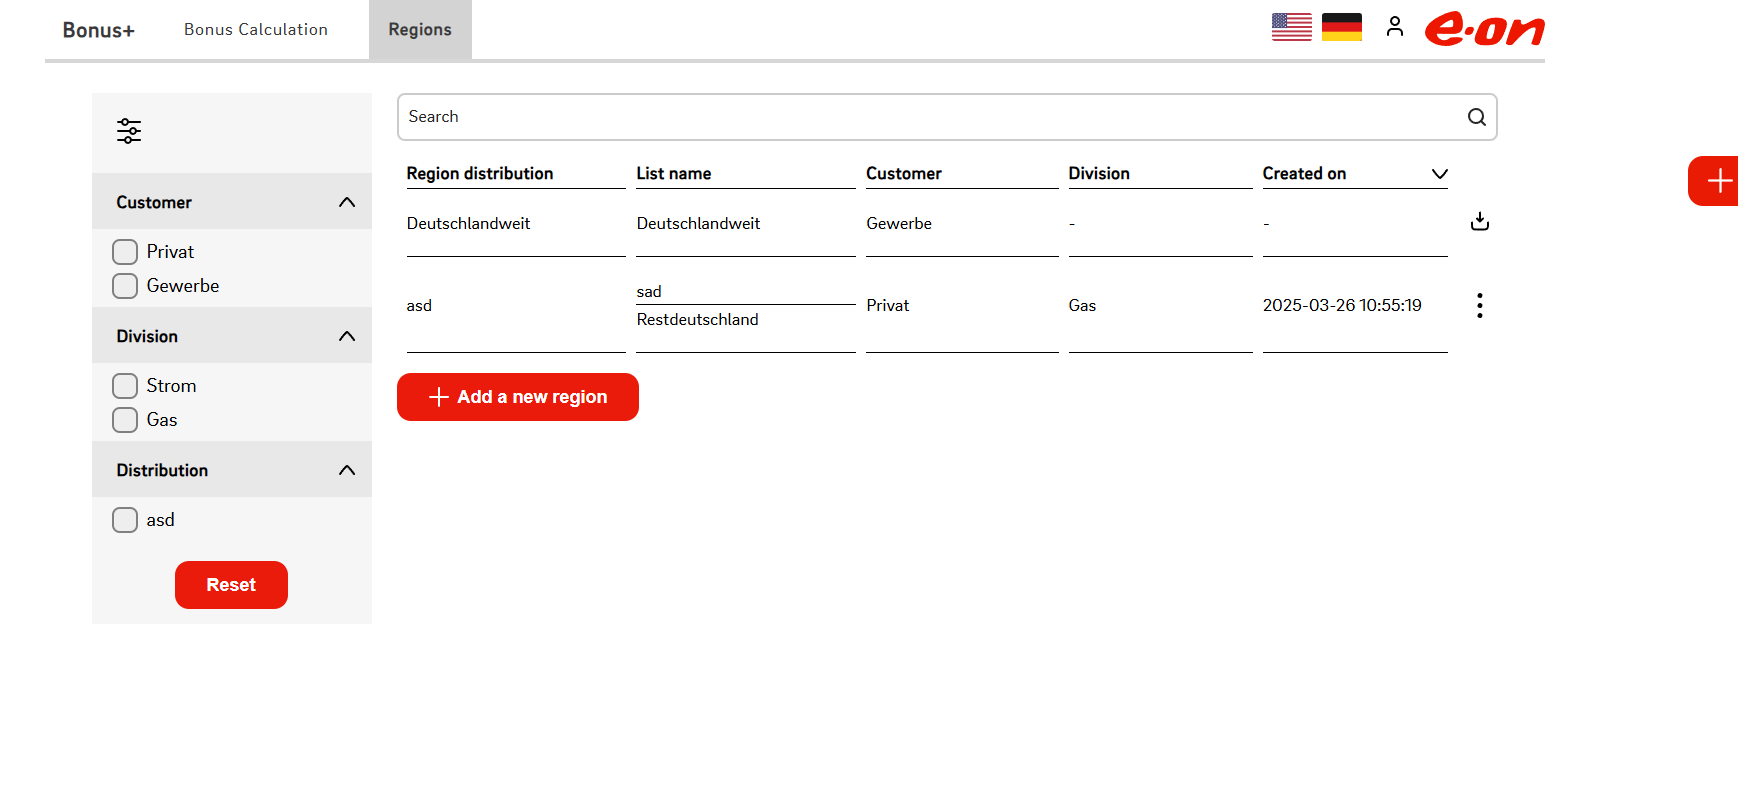 Bonus+ Bonus Calculation Regions e·on
Search
Region distribution List name Customer Division Created on
Deutschlandweit Deutschlandweit Gewerbe - -
asd sad Restdeutschland Privat Gas 2025-03-26 10:55:19
Add a new region
Customer
Privat
Gewerbe
Division
Strom
Gas
Distribution
asd
Reset